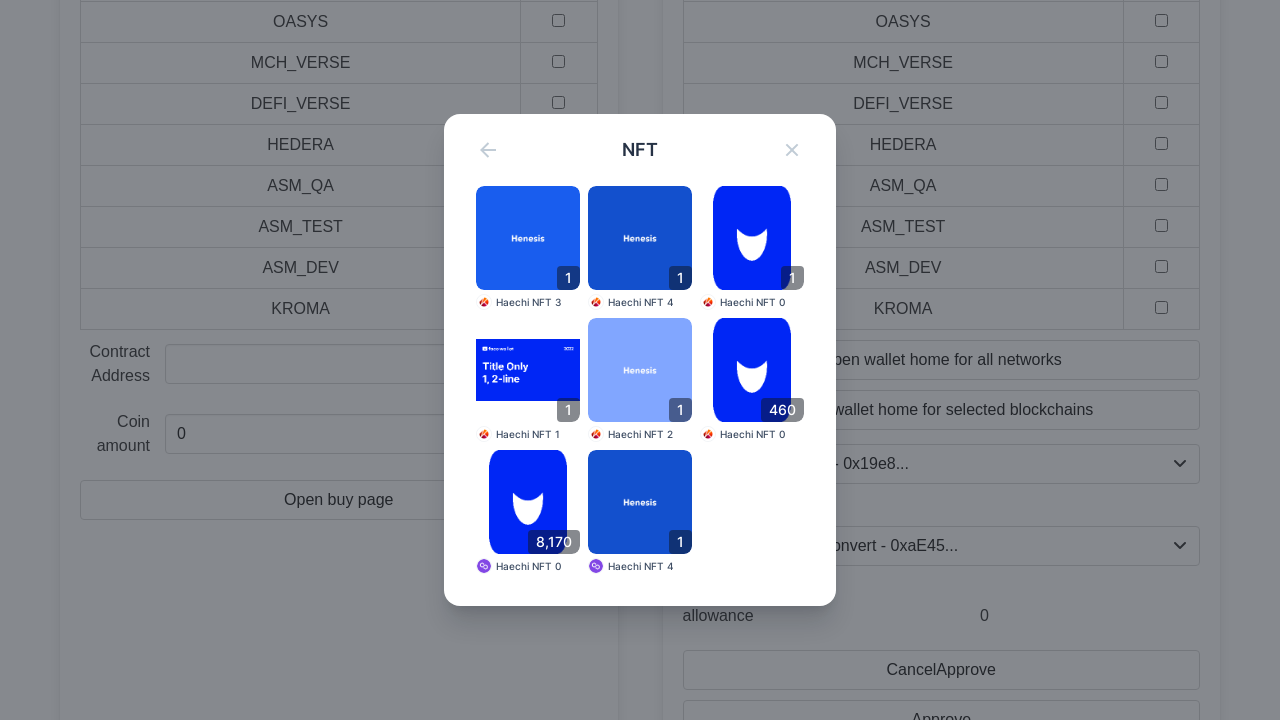 OASYS
OASYS
MCH_VERSE
MCH_VERSE
DEFI_VERSE
DEFI_VERSE
HEDERA
HEDERA
ASM_QA
ASM_QA
ASM_TEST
ASM_TEST
ASM_DEV
ASM_DEV
KROMA
KROMA
Contract
Address
Coin
amount
0
Open buy page
pen wallet home for all networks
wallet home for selected blockchains
- 0x19e8...
onvert - 0xaE45...
allowance
0
CancelApprove
Approve
NFT
Henesis
1
Haechi NFT 3
Henesis
1
Haechi NFT 4
1
Haechi NFT 0
face wallet
2022
Title Only
1, 2-line
1
Haechi NFT 1
Henesis
1
Haechi NFT 2
460
Haechi NFT 0
8,170
Haechi NFT 0
Henesis
1
Haechi NFT 4